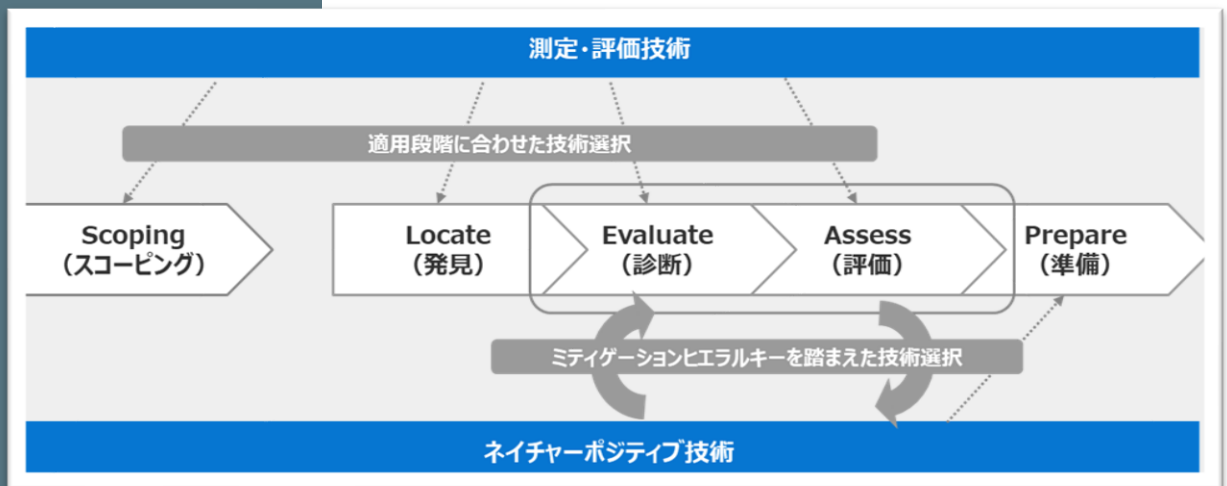 測定・評価技術
適用段階に合わせた技術選択
Scoping
（スコーピング）
Locate
（発見）
Evaluate
（診断）
Assess
（評価）
Prepare
（準備）
ミティゲーションヒエラルキーを踏まえた技術選択
ネイチャーポジティブ技術